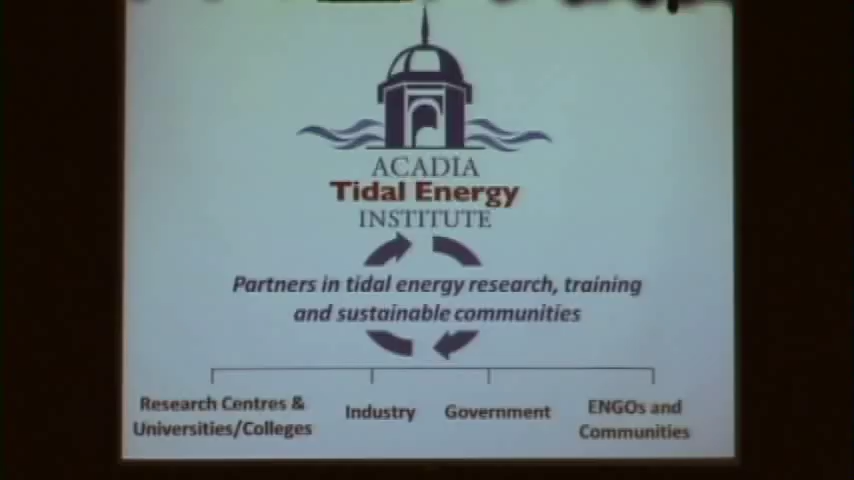 ACADIA
Tidal Energy
INSTITUTE
Partners in tidal energy research, training
and sustainable communities
Research Centres &
Universities/Colleges
Industry
Government
ENGOs and
Communities